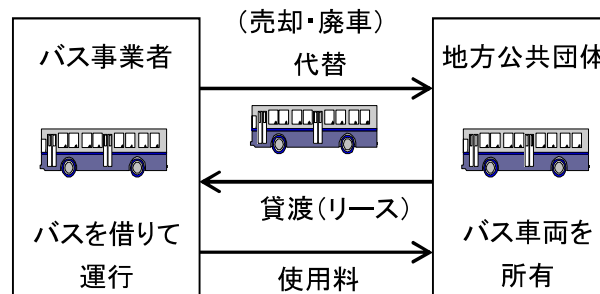 バス事業者
バスを借りて
運行
(売却・廃車)
代替
貸渡(リース)
使用料
地方公共団体
バス車両を
所有